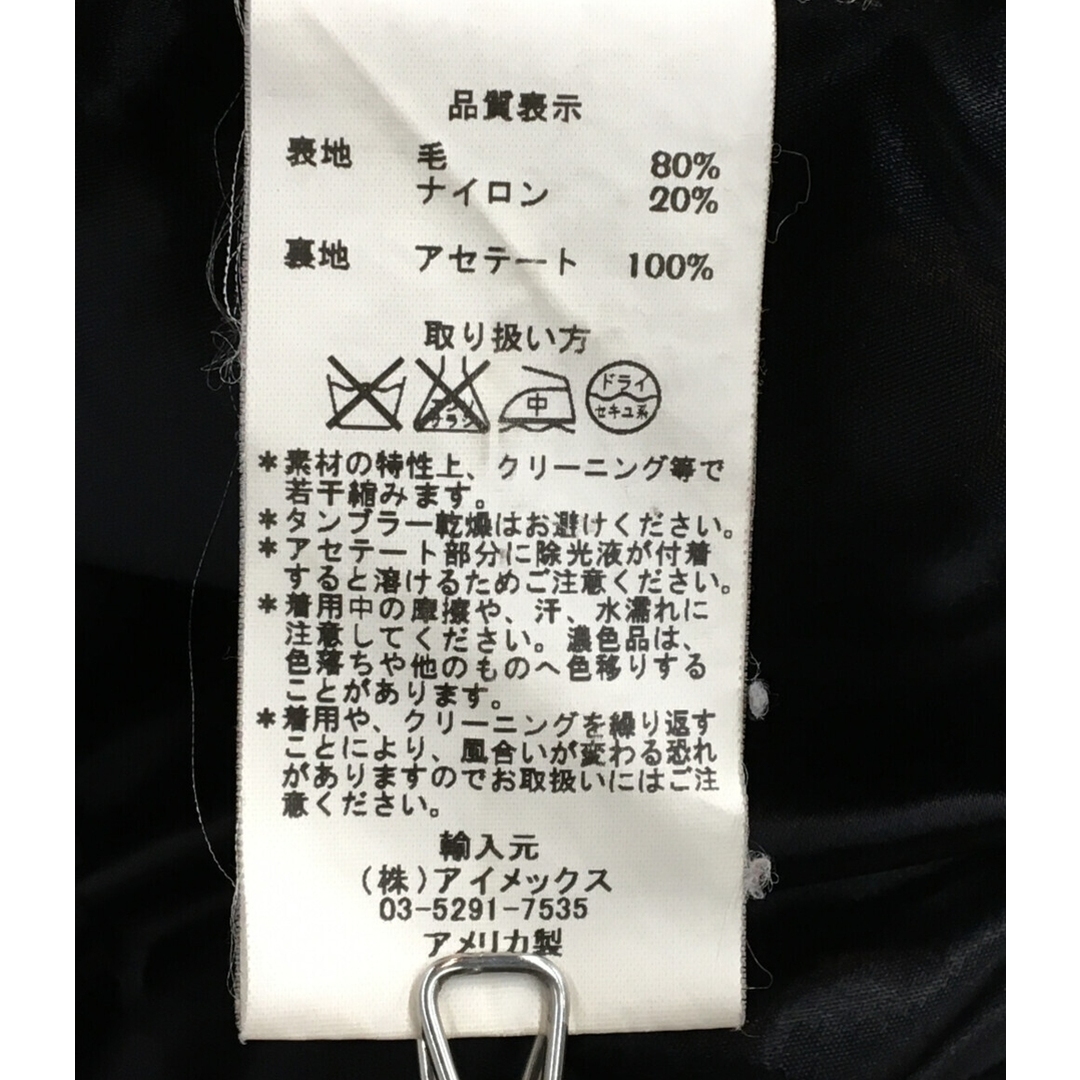 品質表示
表地 毛 80%
ナイロン 20%
裏地 アセテート 100%
取り扱い方
エンソ
サラシ
中
ドライ
セキユ系
*素材の特性上、クリーニング等で
若干縮みます。
*タンブラー乾燥はお避けください。
*アセテート部分に除光液が付着
すると溶けるためご注意ください。
*着用中の摩擦や、汗、水濡れに
注意してください。濃色品は、
色落ちや他のものへ色移りする
ことがあります。
*着用や、クリーニングを繰り返す
ことにより、風合いが変わる恐れ
がありますのでお取扱いにはご注
意ください。
輸入元
(株)アイメックス
03-5291-7535
アメリカ製